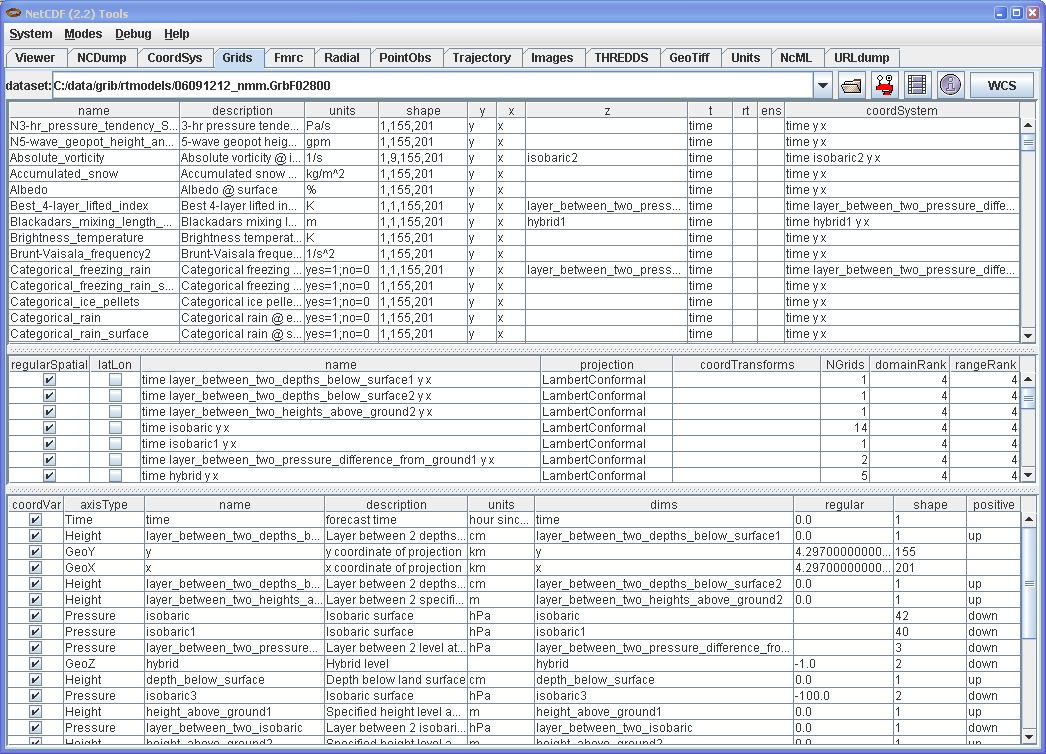 NetCDF (2.2) Tools
System Modes Debug Help
Viewer NCDump CoordSys Grids Fmrc Radial PointObs Trajectory Images THREDDS GeoTiff Units NcML URLdump
dataset: C:/data/grib/rtmodels/06091212_nmm.GrbF02800 WCS
name description units shape y x z t rt ens coordSystem
N3-hr_pressure_tendency_S... 3-hr pressure tende... Pa/s 1,155,201 y x time time y x
N5-wave_geopot_height_an... 5-wave geopot heig... gpm 1,155,201 y x time time y x
Absolute_vorticity Absolute vorticity @ i... 1/s 1,9,155,201 y x isobaric2 time time isobaric2 y x
Accumulated_snow Accumulated snow ... kg/m^2 1,155,201 y x time time y x
Albedo Albedo @ surface % 1,155,201 y x time time y x
Best_4-layer_lifted_index Best 4-layer lifted in... K 1,1,155,201 y x layer_between_two_press... time time layer_between_two_pressure_diffe...
Blackadars_mixing_length_... Blackadars mixing l... m 1,1,155,201 y x hybrid1 time time hybrid1 y x
Brightness_temperature Brightness temperat... K 1,155,201 y x time time y x
Brunt-Vaisala_frequency2 Brunt-Vaisala freque... 1/s^2 1,155,201 y x time time y x
Categorical_freezing_rain Categorical freezing ... yes=1;no=0 1,1,155,201 y x layer_between_two_press... time time layer_between_two_pressure_diffe...
Categorical_freezing_rain_s... Categorical freezing ... yes=1;no=0 1,155,201 y x time time y x
Categorical_ice_pellets Categorical ice pelle... yes=1;no=0 1,155,201 y x time time y x
Categorical_rain Categorical rain @ e... yes=1;no=0 1,155,201 y x time time y x
Categorical_rain_surface Categorical rain @ s... yes=1;no=0 1,155,201 y x time time y x
regularSpatial latLon name projection coordTransforms NGrids domainRank rangeRank
time layer_between_two_depths_below_surface1 y x LambertConformal 1 4 4
time layer_between_two_depths_below_surface2 y x LambertConformal 1 4 4
time layer_between_two_heights_above_ground2 y x LambertConformal 1 4 4
time isobaric y x LambertConformal 14 4 4
time isobaric1 y x LambertConformal 1 4 4
time layer_between_two_pressure_difference_from_ground1 y x LambertConformal 2 4 4
time hybrid y x LambertConformal 5 4 4
coordVar axisType name description units dims regular shape positive
Time time forecast time hour sinc... time 0.0 1
Height layer_between_two_depths_b... Layer between 2 depths... cm layer_between_two_depths_below_surface1 0.0 1 up
GeoY y y coordinate of projection km y 4.29700000000... 155
GeoX x x coordinate of projection km x 4.29700000000... 201
Height layer_between_two_depths_b... Layer between 2 depths... cm layer_between_two_depths_below_surface2 0.0 1 up
Height layer_between_two_heights_a... Layer between 2 specifi... m layer_between_two_heights_above_ground2 0.0 1 up
Pressure isobaric Isobaric surface hPa isobaric 42 down
Pressure isobaric1 Isobaric surface hPa isobaric1 40 down
Pressure layer_between_two_pressure... Layer between 2 level at... hPa layer_between_two_pressure_difference_fro... 3 down
GeoZ hybrid Hybrid level hybrid -1.0 2 down
Height depth_below_surface Depth below land surface cm depth_below_surface 0.0 1 up
Pressure isobaric3 Isobaric surface hPa isobaric3 -100.0 2 down
Height height_above_ground1 Specified height level a... m height_above_ground1 0.0 1 up
Pressure layer_between_two_isobaric Layer between 2 isobari... hPa layer_between_two_isobaric 0.0 1 down
Height height_above_ground2 Specified height level a... m height_above_ground2 0.0 1 up